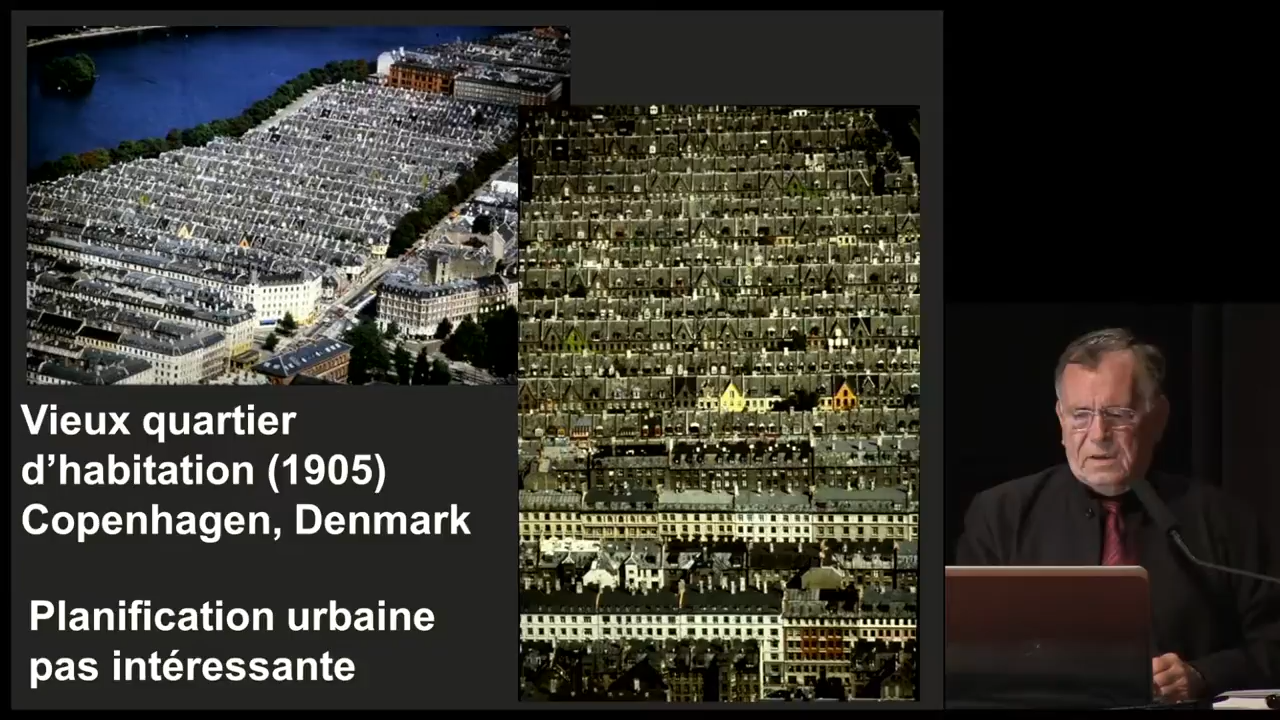 Vieux quartier
d’habitation (1905)
Copenhagen, Denmark
Planification urbaine
pas intéressante